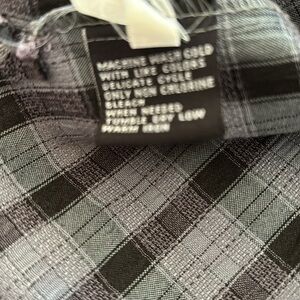 MACHINE WASH COLD
WITH LIKE COLORS
DELICATE CYCLE
ONLY NON CHLORINE
BLEACH
WHEN NEEDED
TUMBLE DRY LOW
WARM IRON